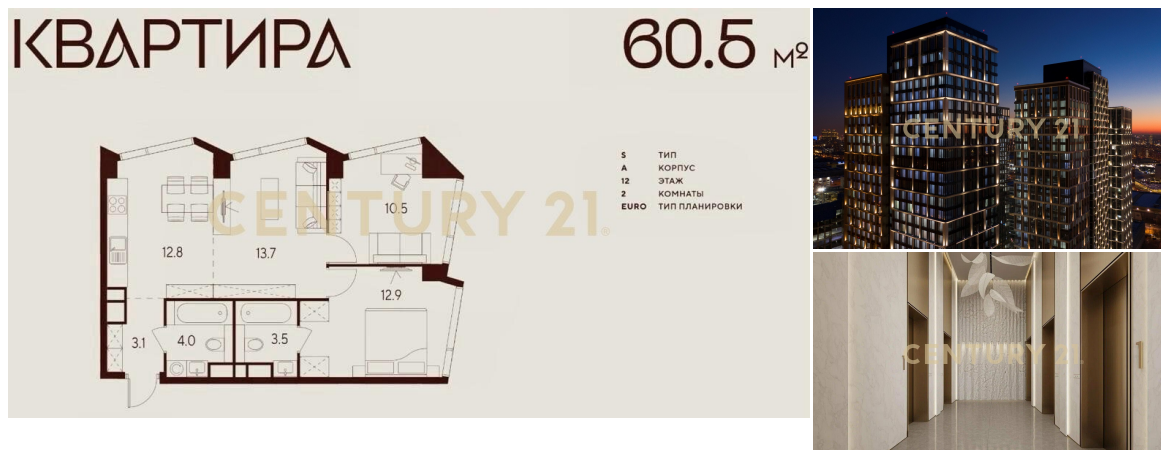 КВАРТИРА
60.5 м²
S ТИП
A КОРПУС
12 ЭТАЖ
2 КОМНАТЫ
EURO ТИП ПЛАНИРОВКИ
10.5
12.8
13.7
12.9
3.1
4.0
3.5
CENTURY 21.
CENTURY 21.
CENTURY 21.
1